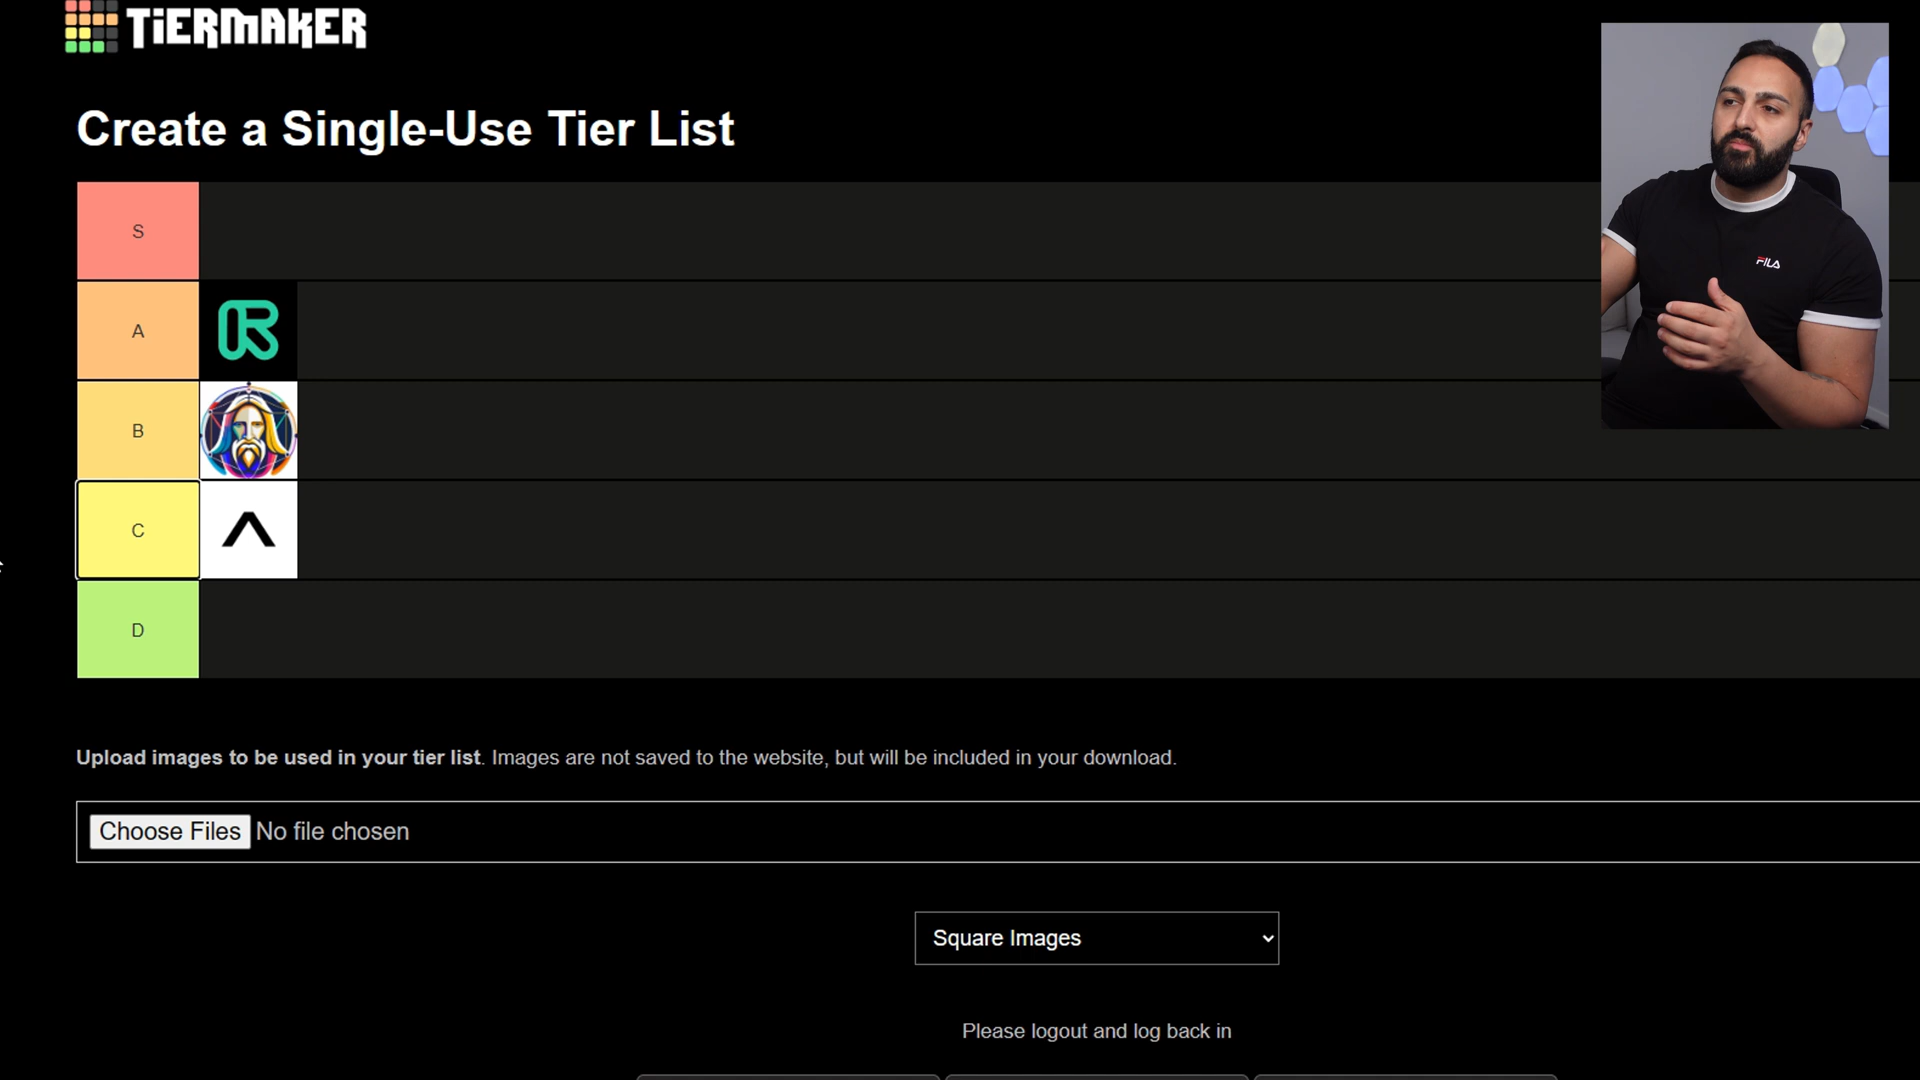 TiERMAKER
Create a Single-Use Tier List
S
A
B
C
D
FILA
Upload images to be used in your tier list. Images are not saved to the website, but will be included in your download.
Choose Files No file chosen
Square Images
Please logout and log back in